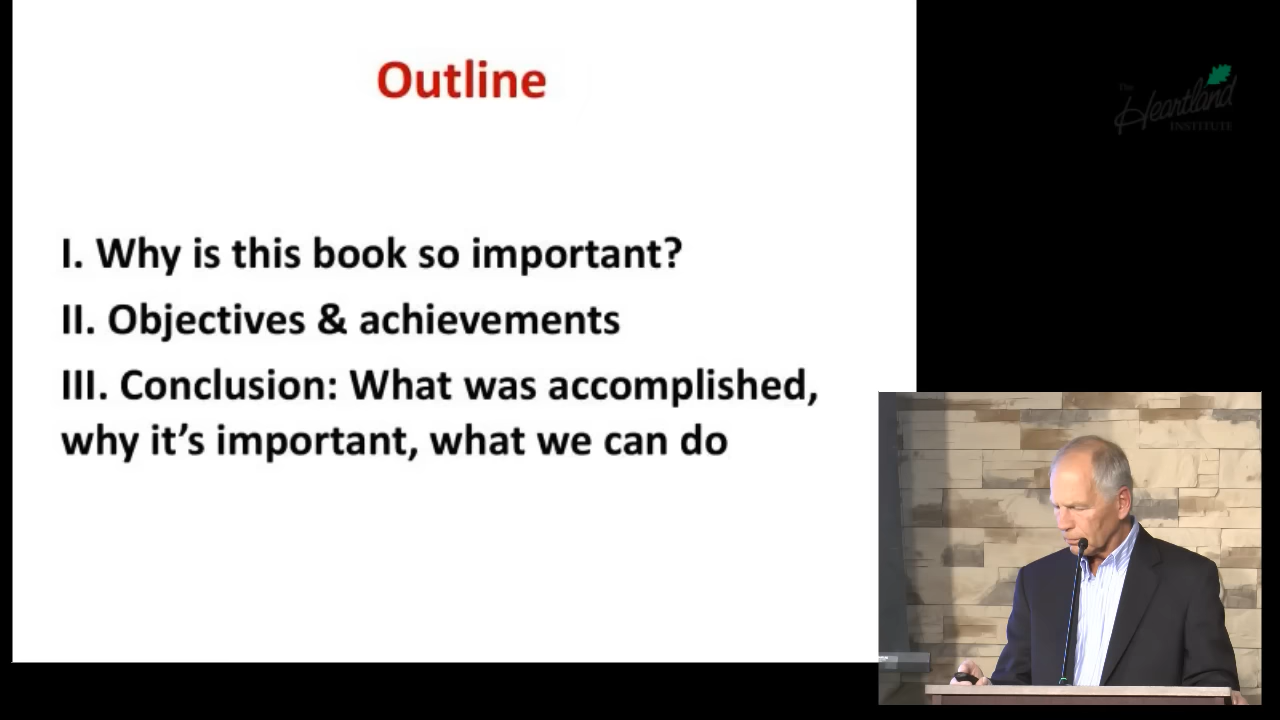 Outline
I. Why is this book so important?
II. Objectives & achievements
III. Conclusion: What was accomplished,
why it’s important, what we can do
The
Heartland
INSTITUTE